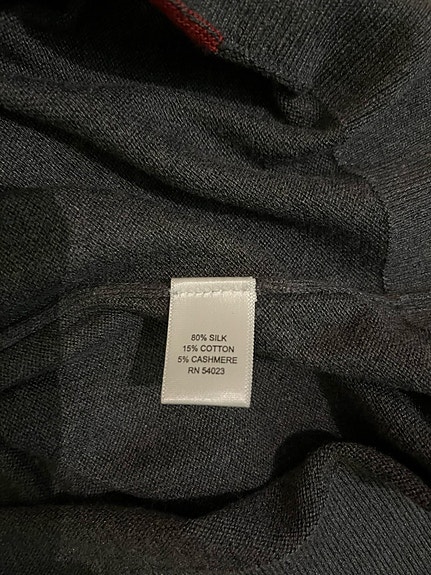 80% SILK
15% COTTON
5% CASHMERE
RN 54023